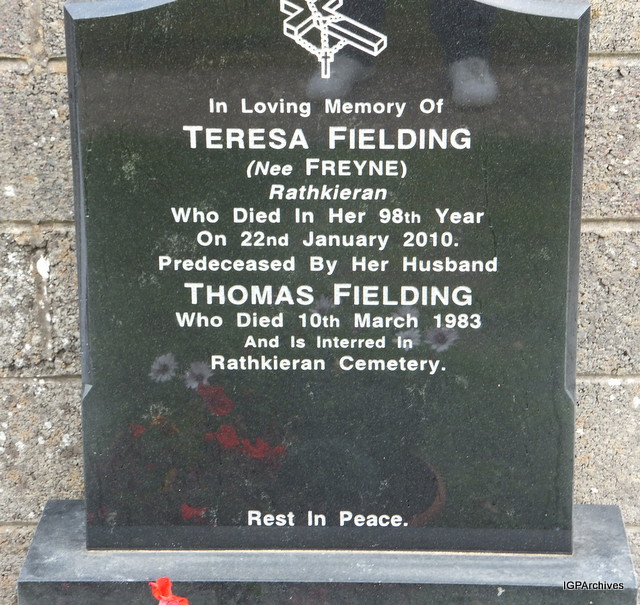 In Loving Memory Of
TERESA FIELDING
(Nee FREYNE)
Rathkieran
Who Died In Her 98th Year
On 22nd January 2010.
Predeceased By Her Husband
THOMAS FIELDING
Who Died 10th March 1983
And Is Interred In
Rathkieran Cemetery.
Rest In Peace.
IGPArchives